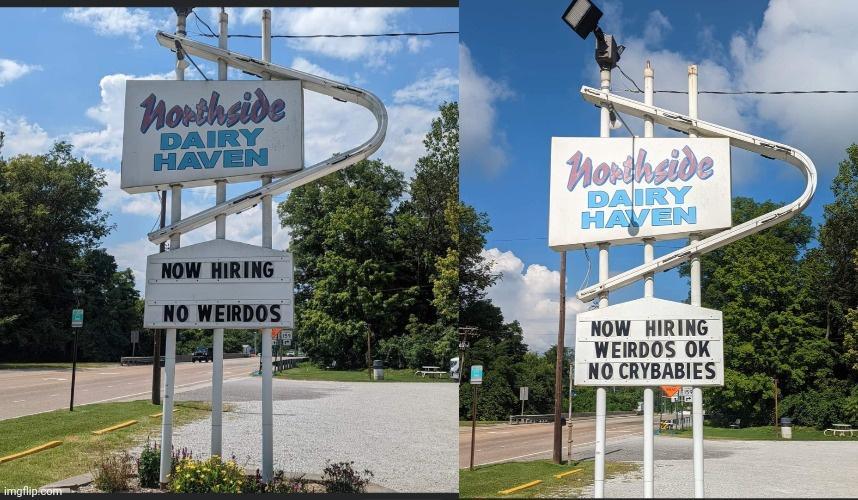 Northside
DAIRY
HAVEN
NOW HIRING
NO WEIRDOS
Northside
DAIRY
HAVEN
NOW HIRING
WEIRDOS OK
NO CRYBABIES
imgflip.com